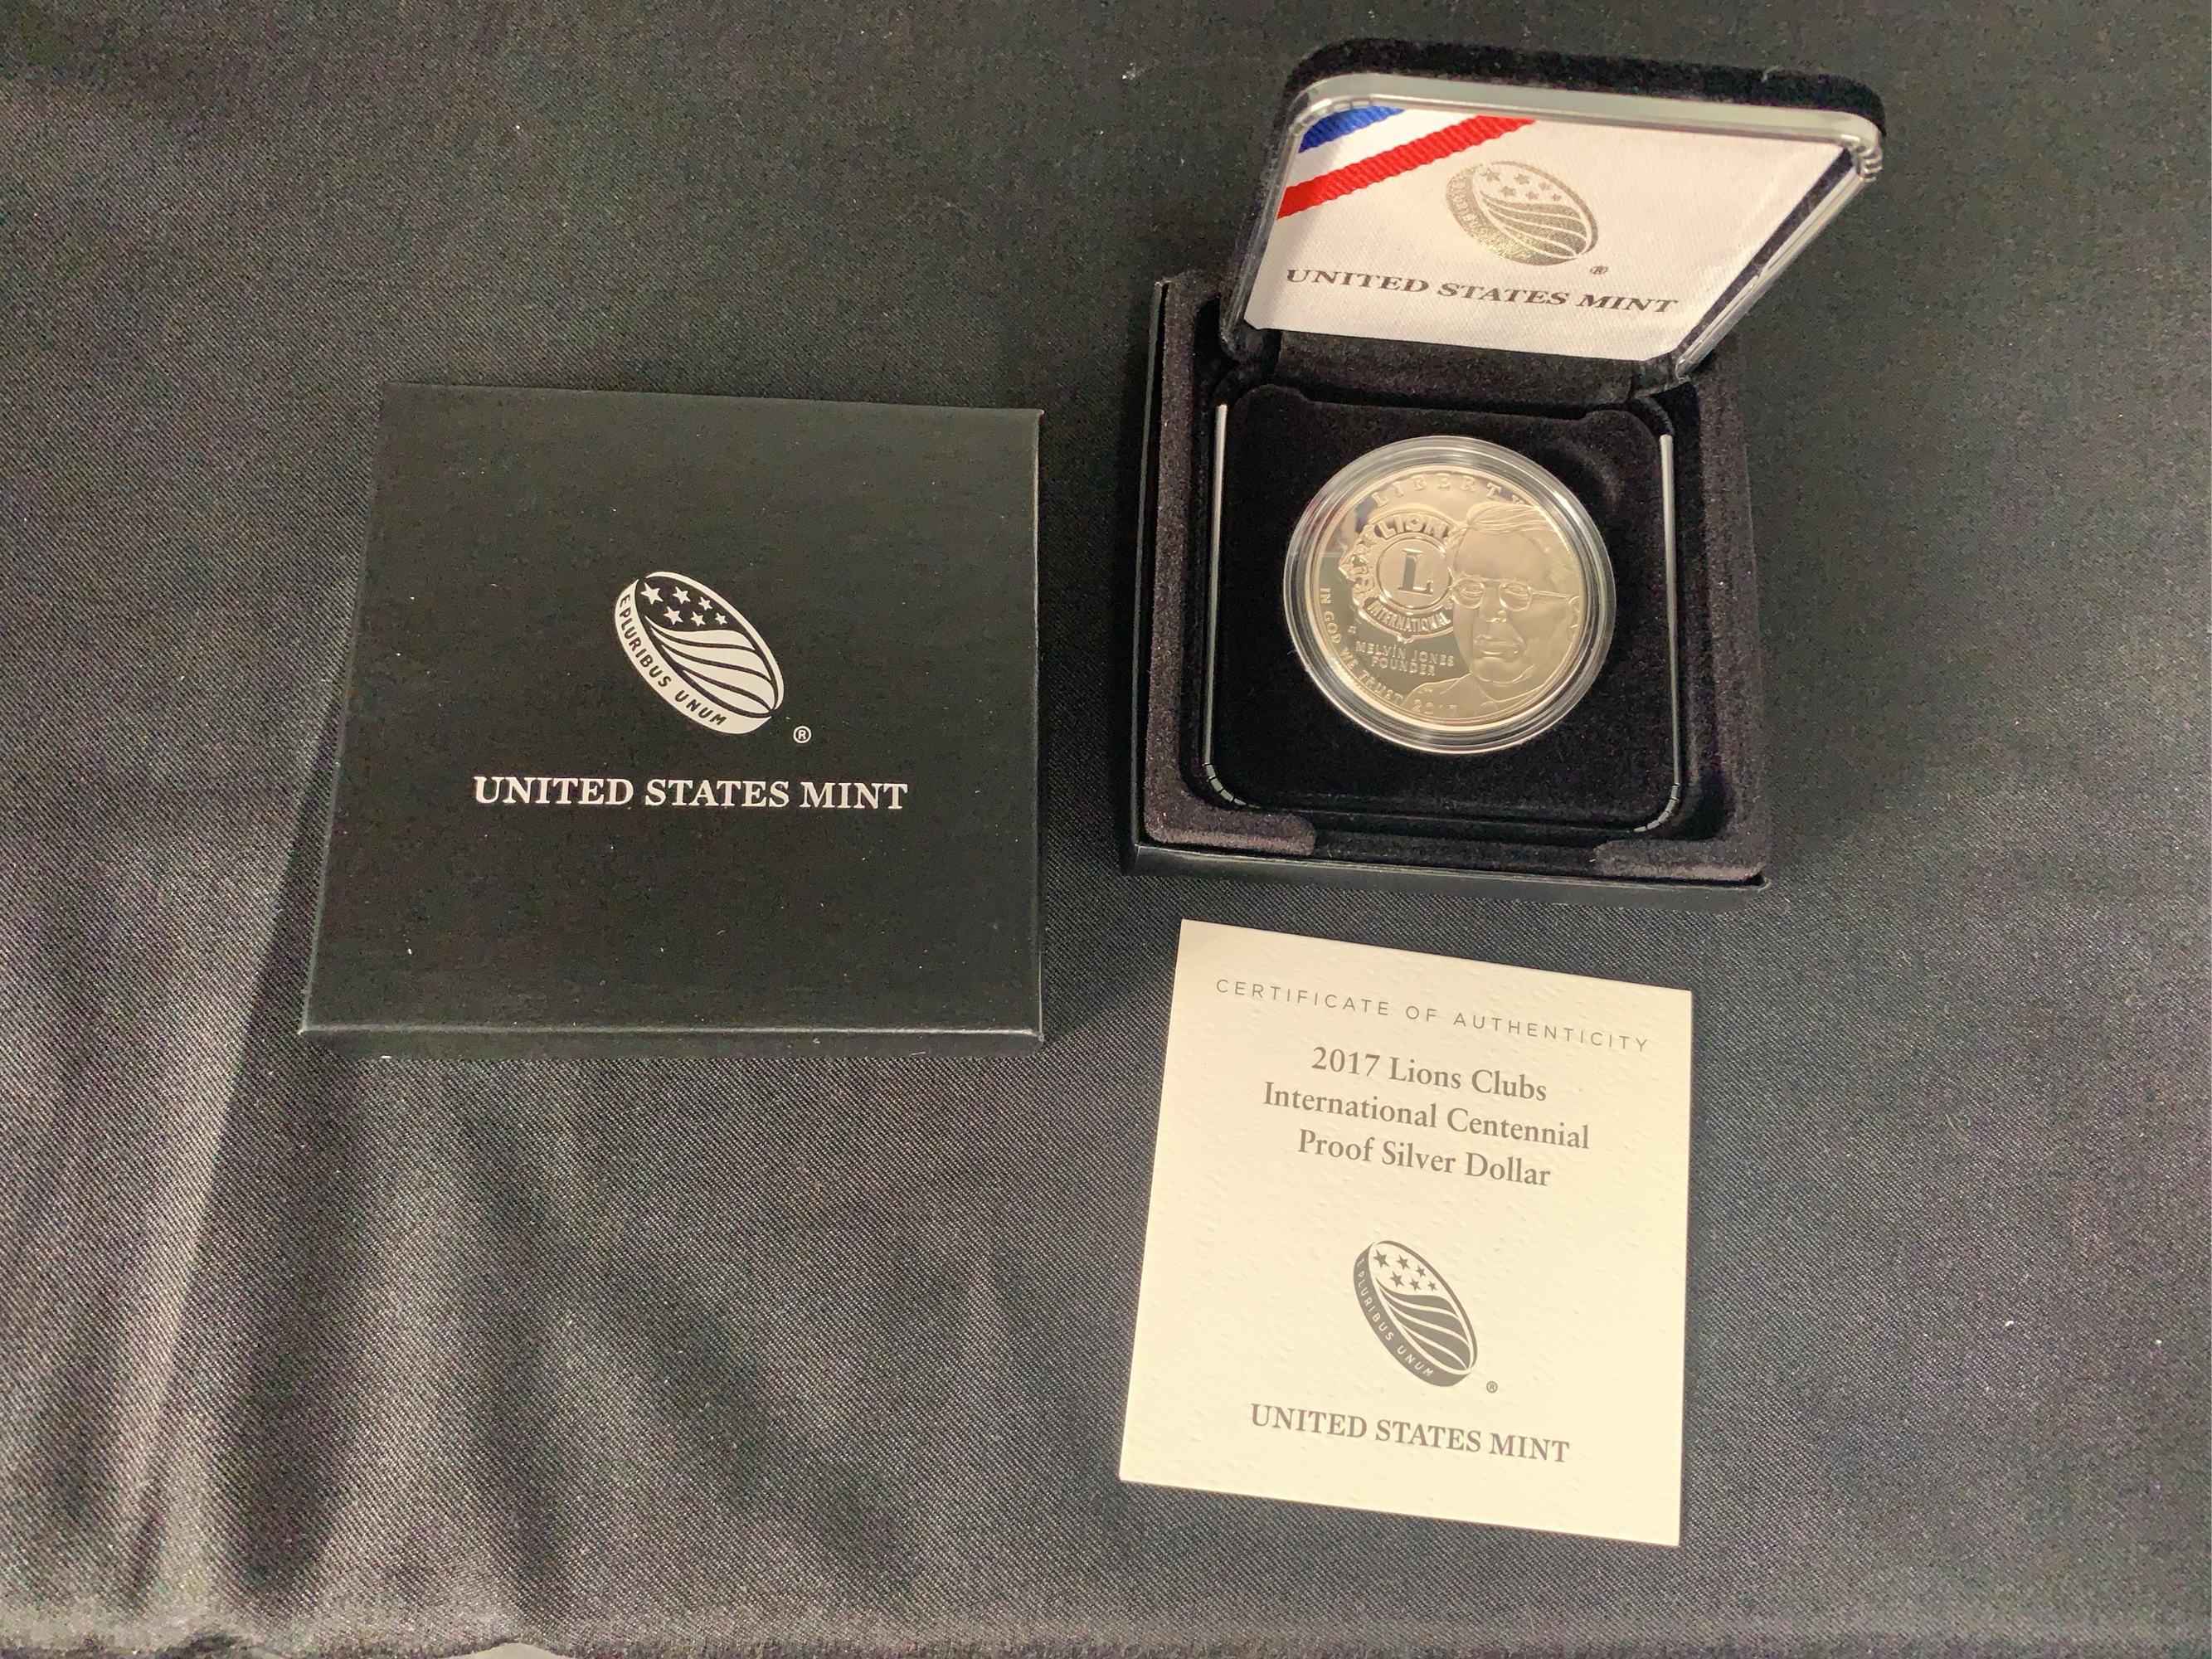 E PLURIBUS UNUM
®
UNITED STATES MINT
®
UNITED STATES MINT
LIBERTY
LIONS
L
INTERNATIONAL
IN GOD WE TRUST 2017
MELVIN JONES
FOUNDER
CERTIFICATE OF AUTHENTICITY
2017 Lions Clubs
International Centennial
Proof Silver Dollar
E PLURIBUS UNUM
®
UNITED STATES MINT